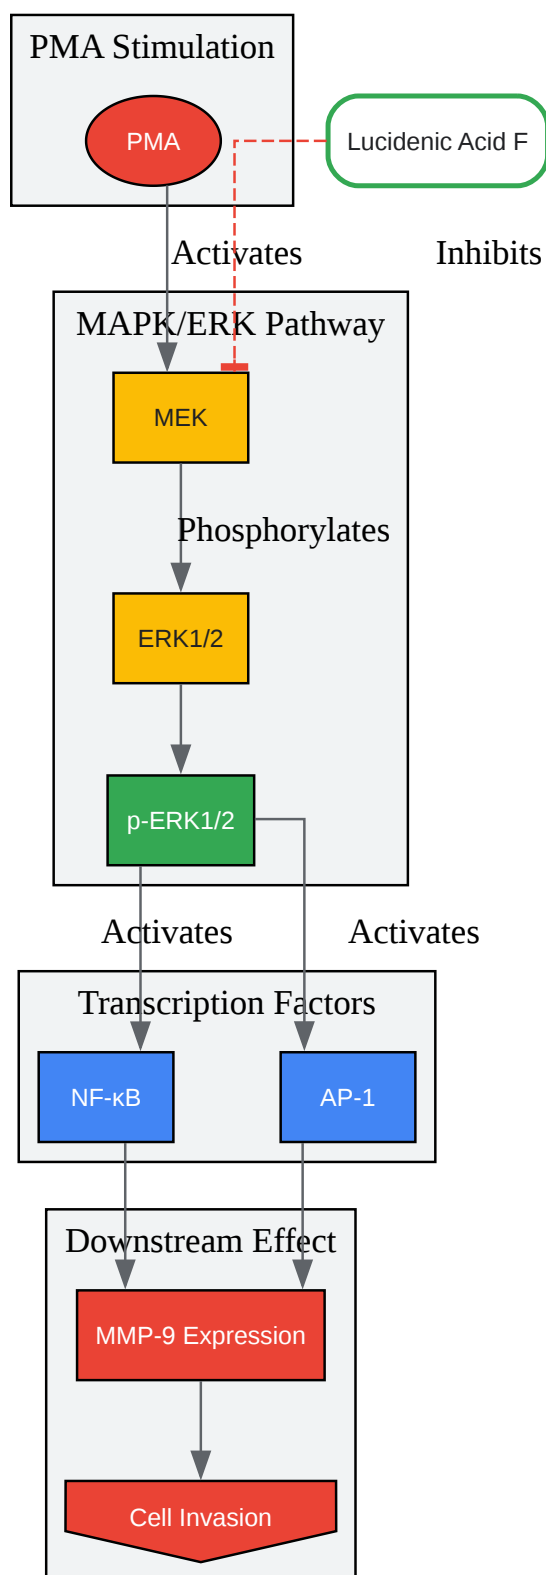 PMA Stimulation
PMA
Lucidenic Acid F
Activates
Inhibits
MAPK/ERK Pathway
MEK
Phosphorylates
ERK1/2
p-ERK1/2
Activates
Activates
Transcription Factors
NF-κB
AP-1
Downstream Effect
MMP-9 Expression
Cell Invasion